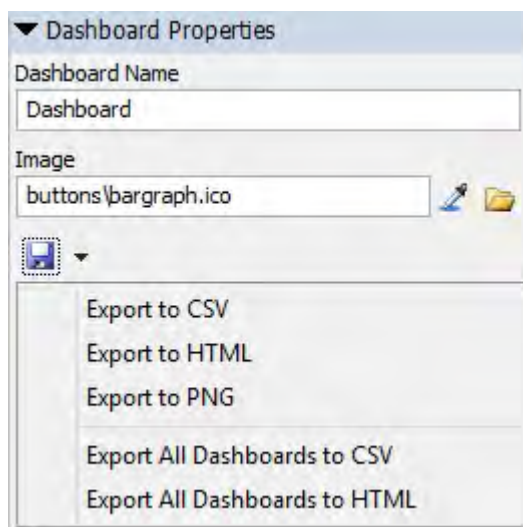 Dashboard Properties
Dashboard Name
Dashboard
Image
buttons\bargraph.ico
Export to CSV
Export to HTML
Export to PNG
Export All Dashboards to CSV
Export All Dashboards to HTML